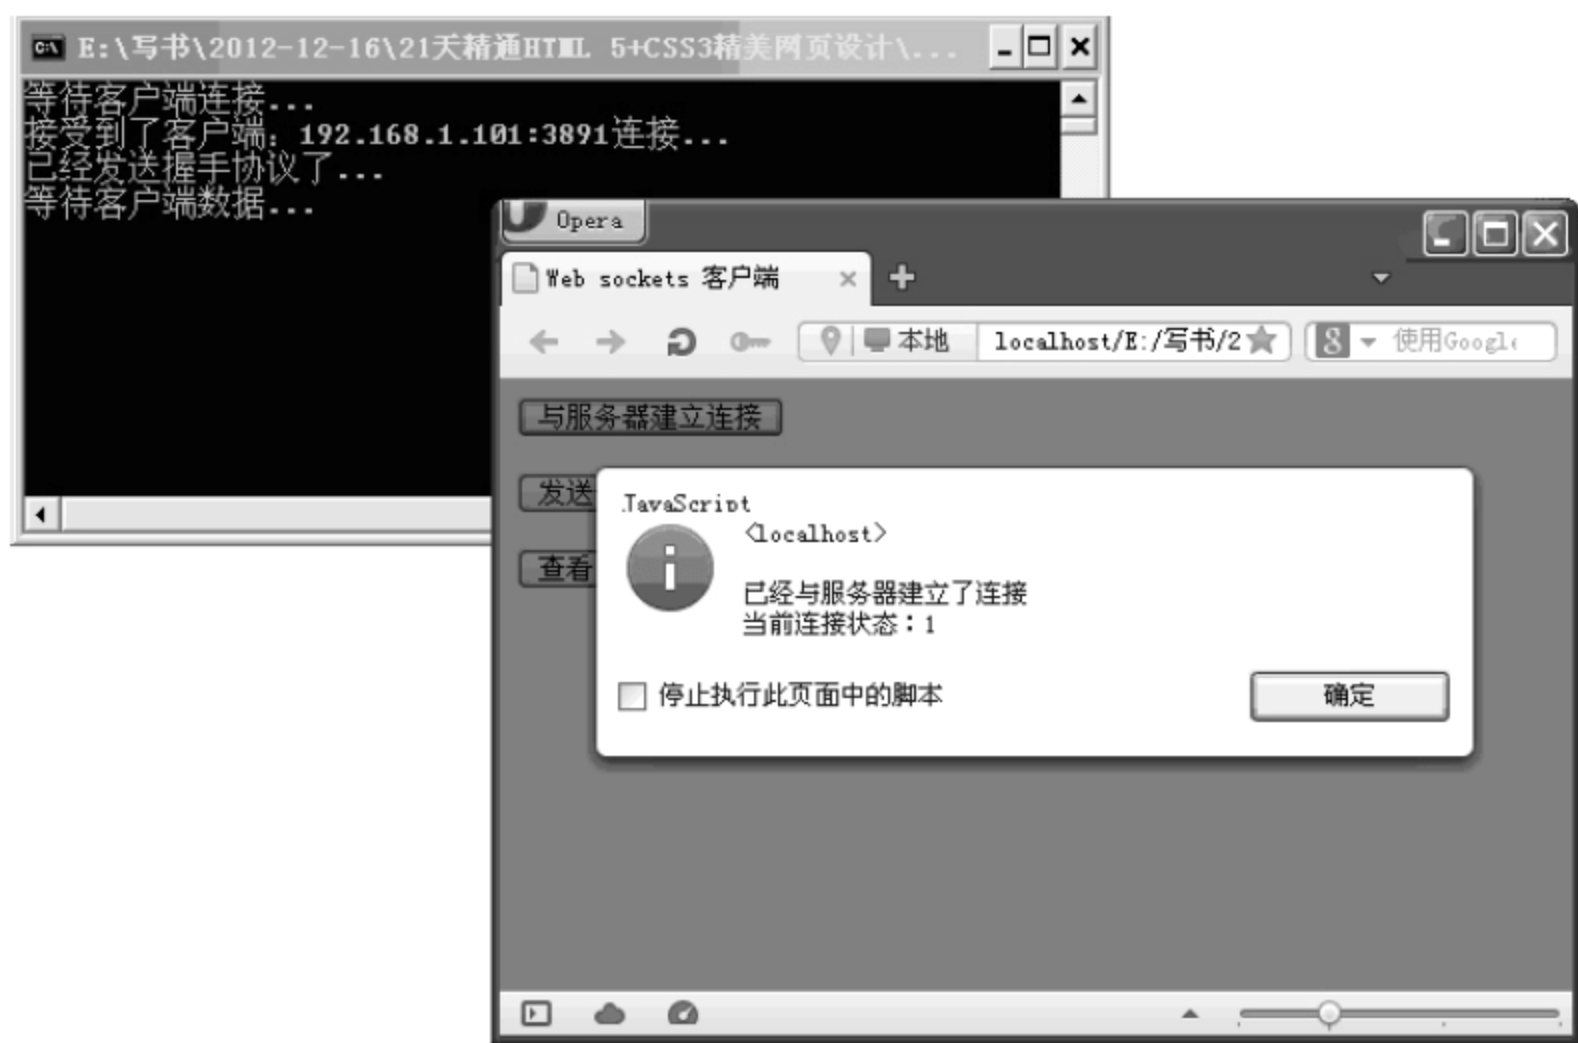 E:\写书\2012-12-16\21天精通HTML 5+CSS3精美网页设计\...
等待客户端连接...
接受到了客户端：192.168.1.101:3891连接...
已经发送握手协议了...
等待客户端数据...
Opera
Web sockets 客户端
本地 localhost/E:/写书/2
使用Google
与服务器建立连接
发送
查看
JavaScript
<localhost>
已经与服务器建立了连接
当前连接状态：1
停止执行此页面中的脚本
确定